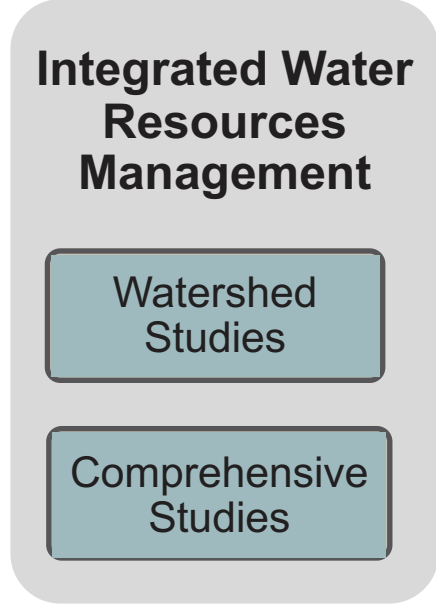 Integrated Water
Resources
Management
Watershed
Studies
Comprehensive
Studies